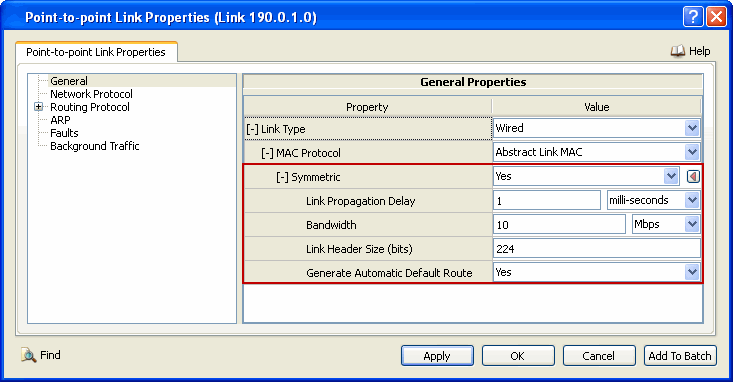 Point-to-point Link Properties (Link 190.0.1.0)
Point-to-point Link Properties
Help
General
Network Protocol
Routing Protocol
ARP
Faults
Background Traffic
General Properties
Property Value
[-] Link Type Wired
[-] MAC Protocol Abstract Link MAC
[-] Symmetric Yes
Link Propagation Delay 1 milli-seconds
Bandwidth 10 Mbps
Link Header Size (bits) 224
Generate Automatic Default Route Yes
Find Apply OK Cancel Add To Batch